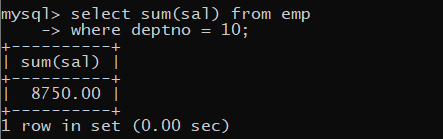 mysql> select sum(sal) from emp
    -> where deptno = 10;
+----------+
| sum(sal) |
+----------+
|  8750.00 |
+----------+
1 row in set (0.00 sec)